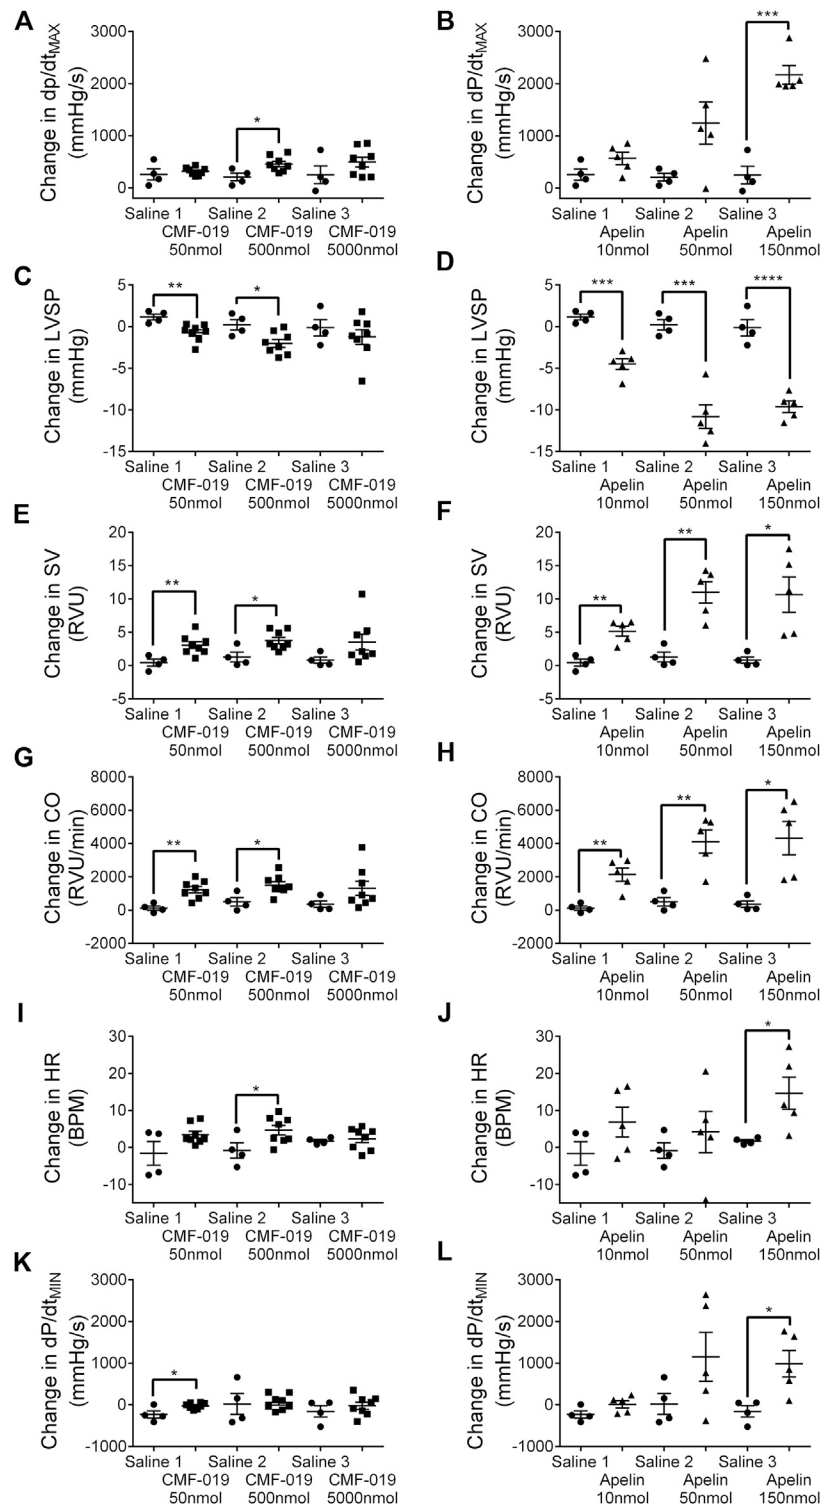 A
Change in dp/dtMAX
(mmHg/s)
3000
2000
1000
0
*
Saline 1
CMF-019
50nmol
Saline 2
CMF-019
500nmol
Saline 3
CMF-019
5000nmol
B
Change in dP/dtMAX
(mmHg/s)
3000
2000
1000
0
***
Saline 1
Apelin
10nmol
Saline 2
Apelin
50nmol
Saline 3
Apelin
150nmol
C
Change in LVSP
(mmHg)
5
0
-5
-10
-15
**
*
Saline 1
CMF-019
50nmol
Saline 2
CMF-019
500nmol
Saline 3
CMF-019
5000nmol
D
Change in LVSP
(mmHg)
5
0
-5
-10
-15
***
***
****
Saline 1
Apelin
10nmol
Saline 2
Apelin
50nmol
Saline 3
Apelin
150nmol
E
Change in SV
(RVU)
20
15
10
5
0
-5
**
*
Saline 1
CMF-019
50nmol
Saline 2
CMF-019
500nmol
Saline 3
CMF-019
5000nmol
F
Change in SV
(RVU)
20
15
10
5
0
-5
**
**
*
Saline 1
Apelin
10nmol
Saline 2
Apelin
50nmol
Saline 3
Apelin
150nmol
G
Change in CO
(RVU/min)
8000
6000
4000
2000
0
-2000
**
*
Saline 1
CMF-019
50nmol
Saline 2
CMF-019
500nmol
Saline 3
CMF-019
5000nmol
H
Change in CO
(RVU/min)
8000
6000
4000
2000
0
-2000
**
**
*
Saline 1
Apelin
10nmol
Saline 2
Apelin
50nmol
Saline 3
Apelin
150nmol
I
Change in HR
(BPM)
30
20
10
0
-10
*
Saline 1
CMF-019
50nmol
Saline 2
CMF-019
500nmol
Saline 3
CMF-019
5000nmol
J
Change in HR
(BPM)
30
20
10
0
-10
*
Saline 1
Apelin
10nmol
Saline 2
Apelin
50nmol
Saline 3
Apelin
150nmol
K
Change in dP/dtMIN
(mmHg/s)
3000
2000
1000
0
-1000
*
Saline 1
CMF-019
50nmol
Saline 2
CMF-019
500nmol
Saline 3
CMF-019
5000nmol
L
Change in dP/dtMIN
(mmHg/s)
3000
2000
1000
0
-1000
*
Saline 1
Apelin
10nmol
Saline 2
Apelin
50nmol
Saline 3
Apelin
150nmol